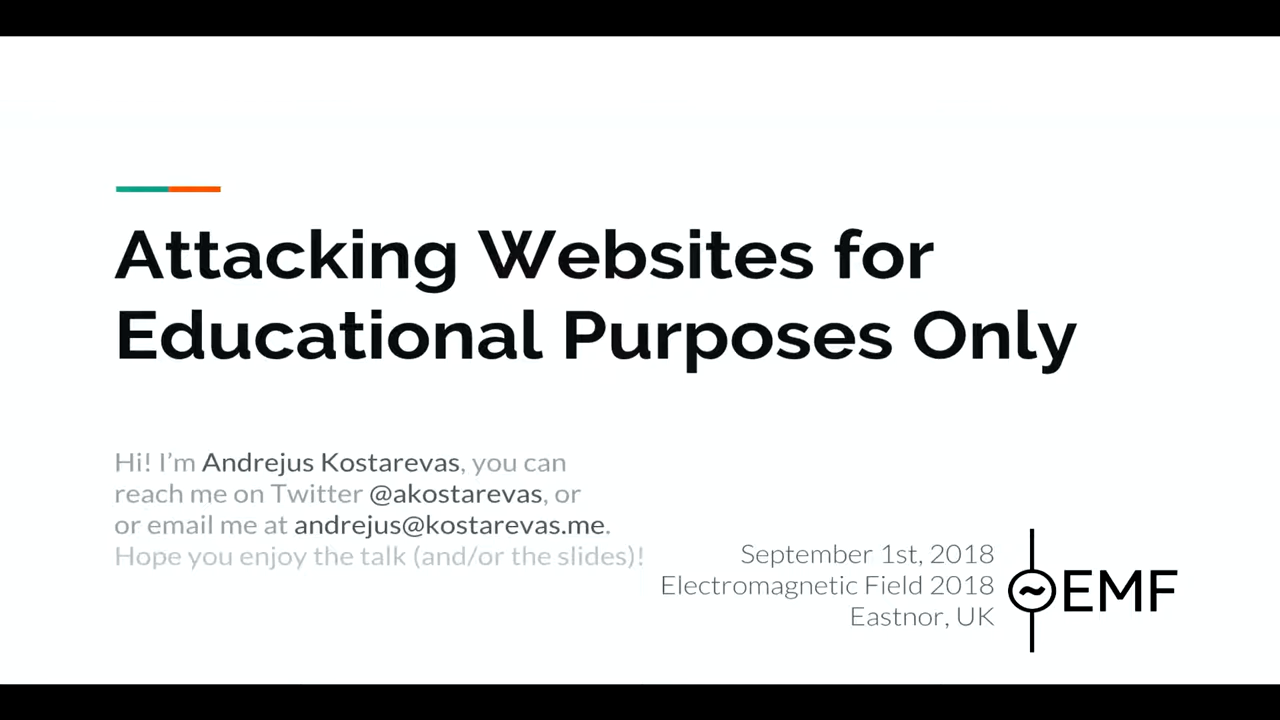 Attacking Websites for
Educational Purposes Only
Hi! I’m Andrejus Kostarevas, you can
reach me on Twitter @akostarevas, or
or email me at andrejus@kostarevas.me.
Hope you enjoy the talk (and/or the slides)!
September 1st, 2018
Electromagnetic Field 2018
Eastnor, UK
EMF